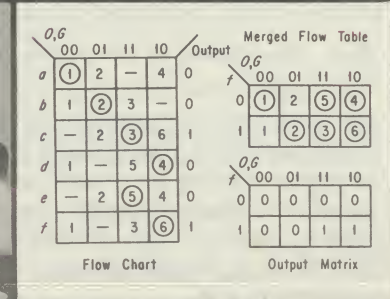 O,G
00 01 11 10 Output
a ① 2 — 4 0
b 1 ② 3 — 0
c — 2 ③ 6 1
d 1 — 5 ④ 0
e — 2 ⑤ 4 0
f 1 — 3 ⑥ 1
Flow Chart
Merged Flow Table
O,G
f 00 01 11 10
0 ① 2 ⑤ ④
1 1 ② ③ ⑥
O,G
f 00 01 11 10
0 0 0 0 0
1 0 0 1 1
Output Matrix